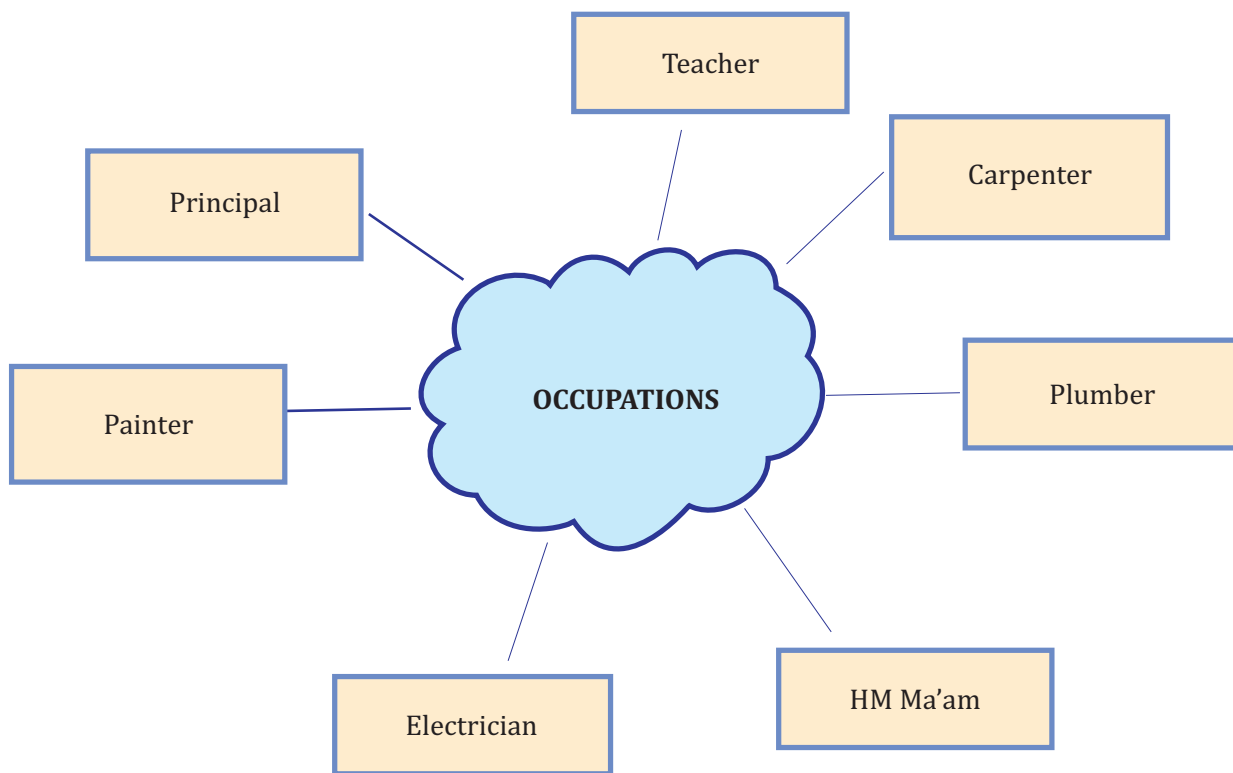 Teacher
Carpenter
Principal
Plumber
OCCUPATIONS
Painter
HM Ma’am
Electrician